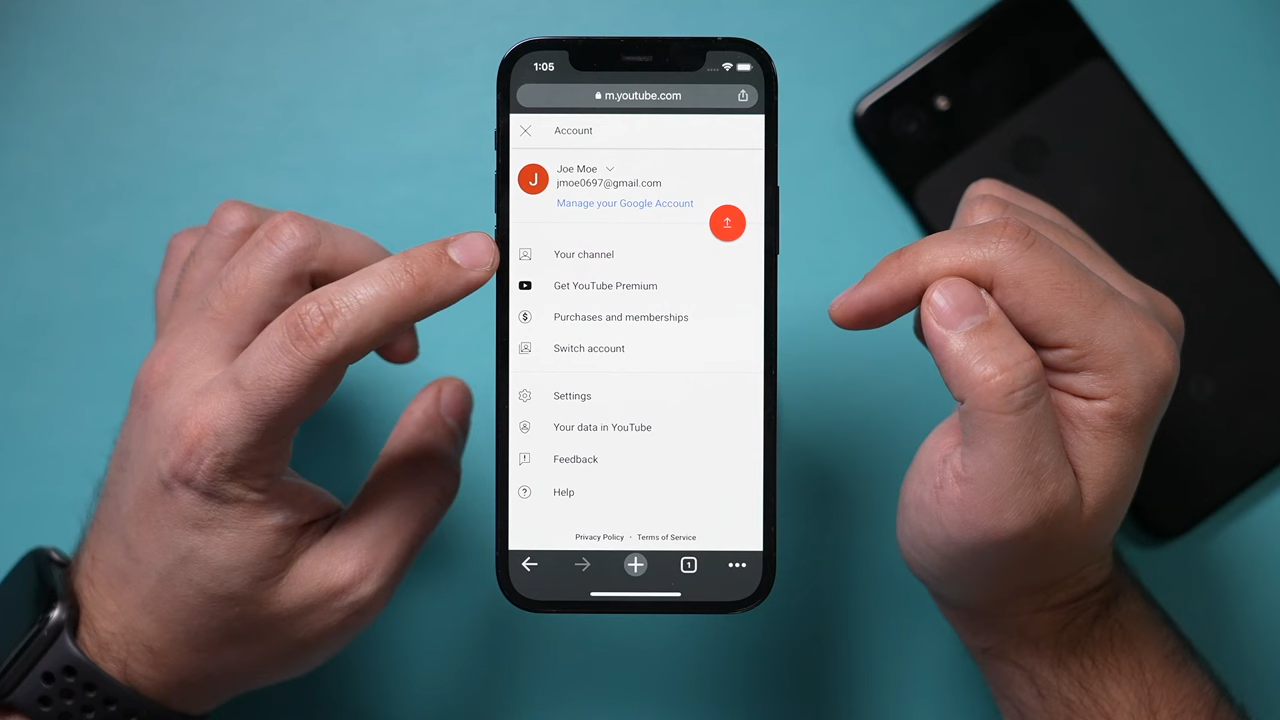 1:05
m.youtube.com
Account
J
Joe Moe
jmoe0697@gmail.com
Manage your Google Account
Your channel
Get YouTube Premium
Purchases and memberships
$
Switch account
Settings
Your data in YouTube
Feedback
!
Help
?
Privacy Policy · Terms of Service
1